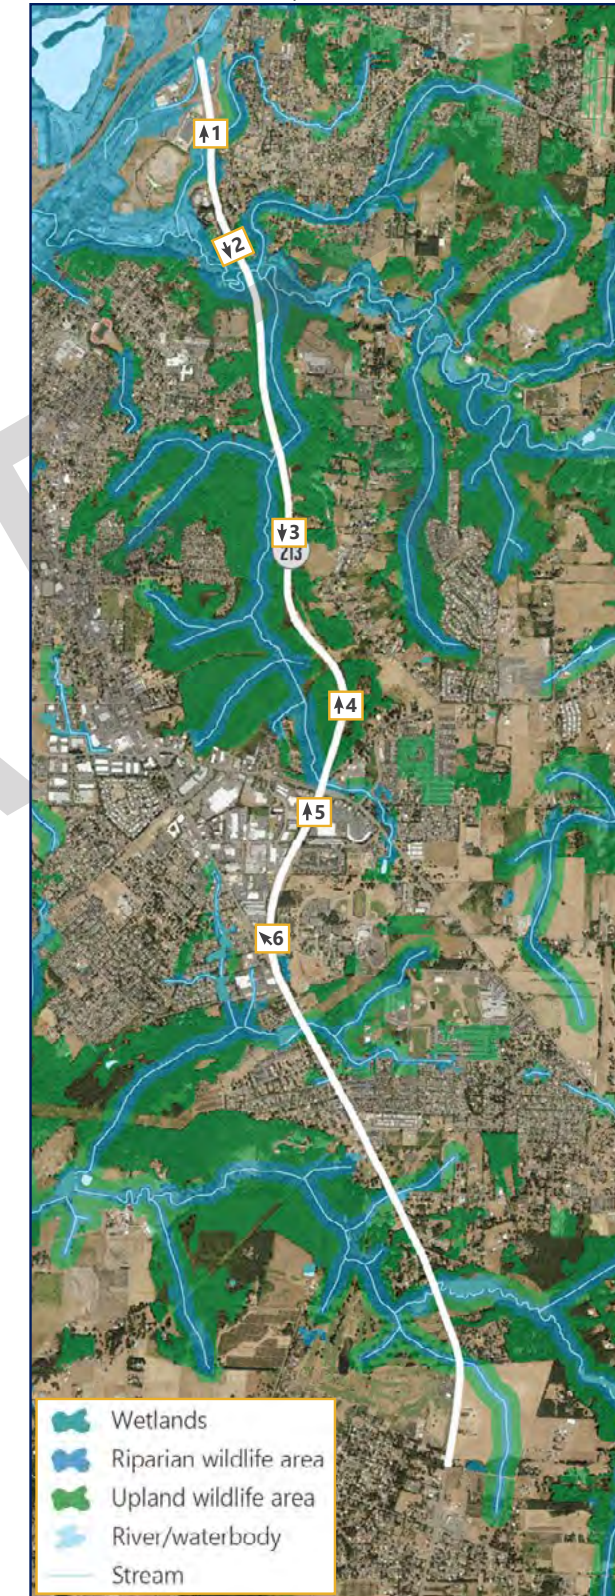 ↑1
↓2
↓3
213
↑4
↑5
↖6
Wetlands
Riparian wildlife area
Upland wildlife area
River/waterbody
Stream